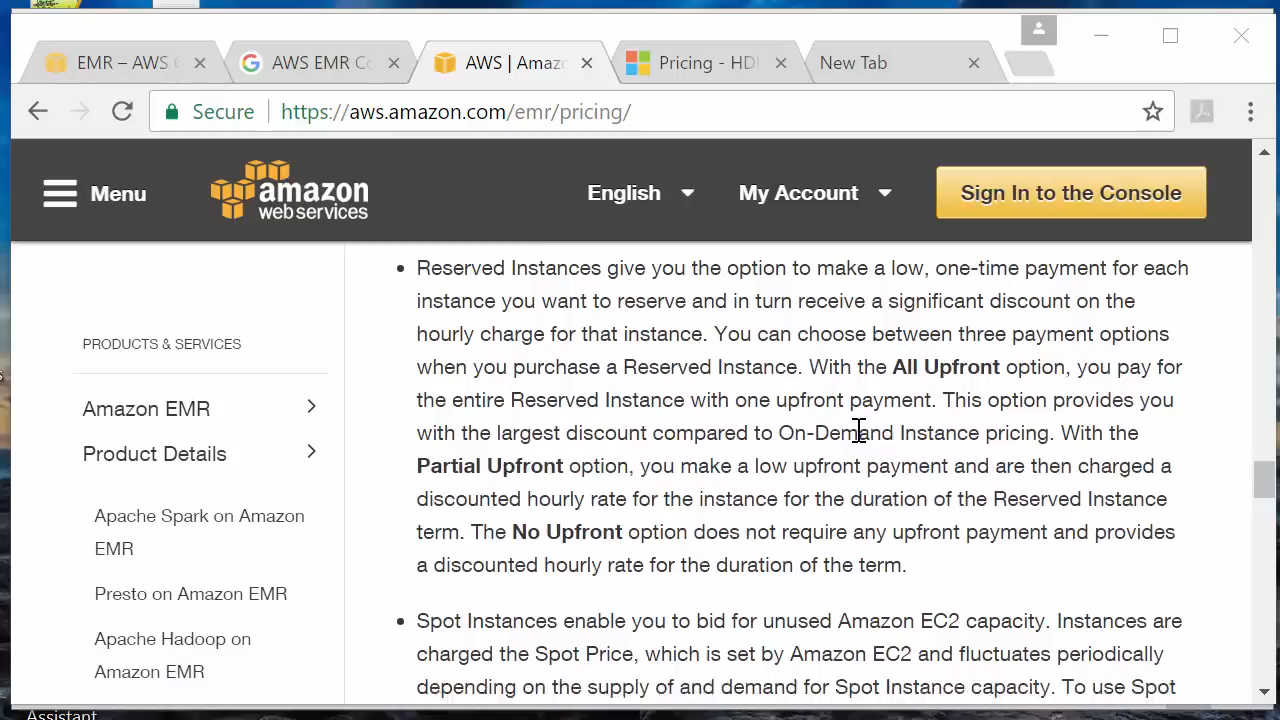 EMR – AWS
AWS EMR Co
AWS | Amazo
Pricing - HDI
New Tab
Secure
https://aws.amazon.com/emr/pricing/
Menu
amazon
web services
English
My Account
Sign In to the Console
PRODUCTS & SERVICES
Amazon EMR
Product Details
Apache Spark on Amazon
EMR
Presto on Amazon EMR
Apache Hadoop on
Amazon EMR
Reserved Instances give you the option to make a low, one-time payment for each
instance you want to reserve and in turn receive a significant discount on the
hourly charge for that instance. You can choose between three payment options
when you purchase a Reserved Instance. With the All Upfront option, you pay for
the entire Reserved Instance with one upfront payment. This option provides you
with the largest discount compared to On-Demand Instance pricing. With the
Partial Upfront option, you make a low upfront payment and are then charged a
discounted hourly rate for the instance for the duration of the Reserved Instance
term. The No Upfront option does not require any upfront payment and provides
a discounted hourly rate for the duration of the term.
Spot Instances enable you to bid for unused Amazon EC2 capacity. Instances are
charged the Spot Price, which is set by Amazon EC2 and fluctuates periodically
depending on the supply of and demand for Spot Instance capacity. To use Spot
Assistant